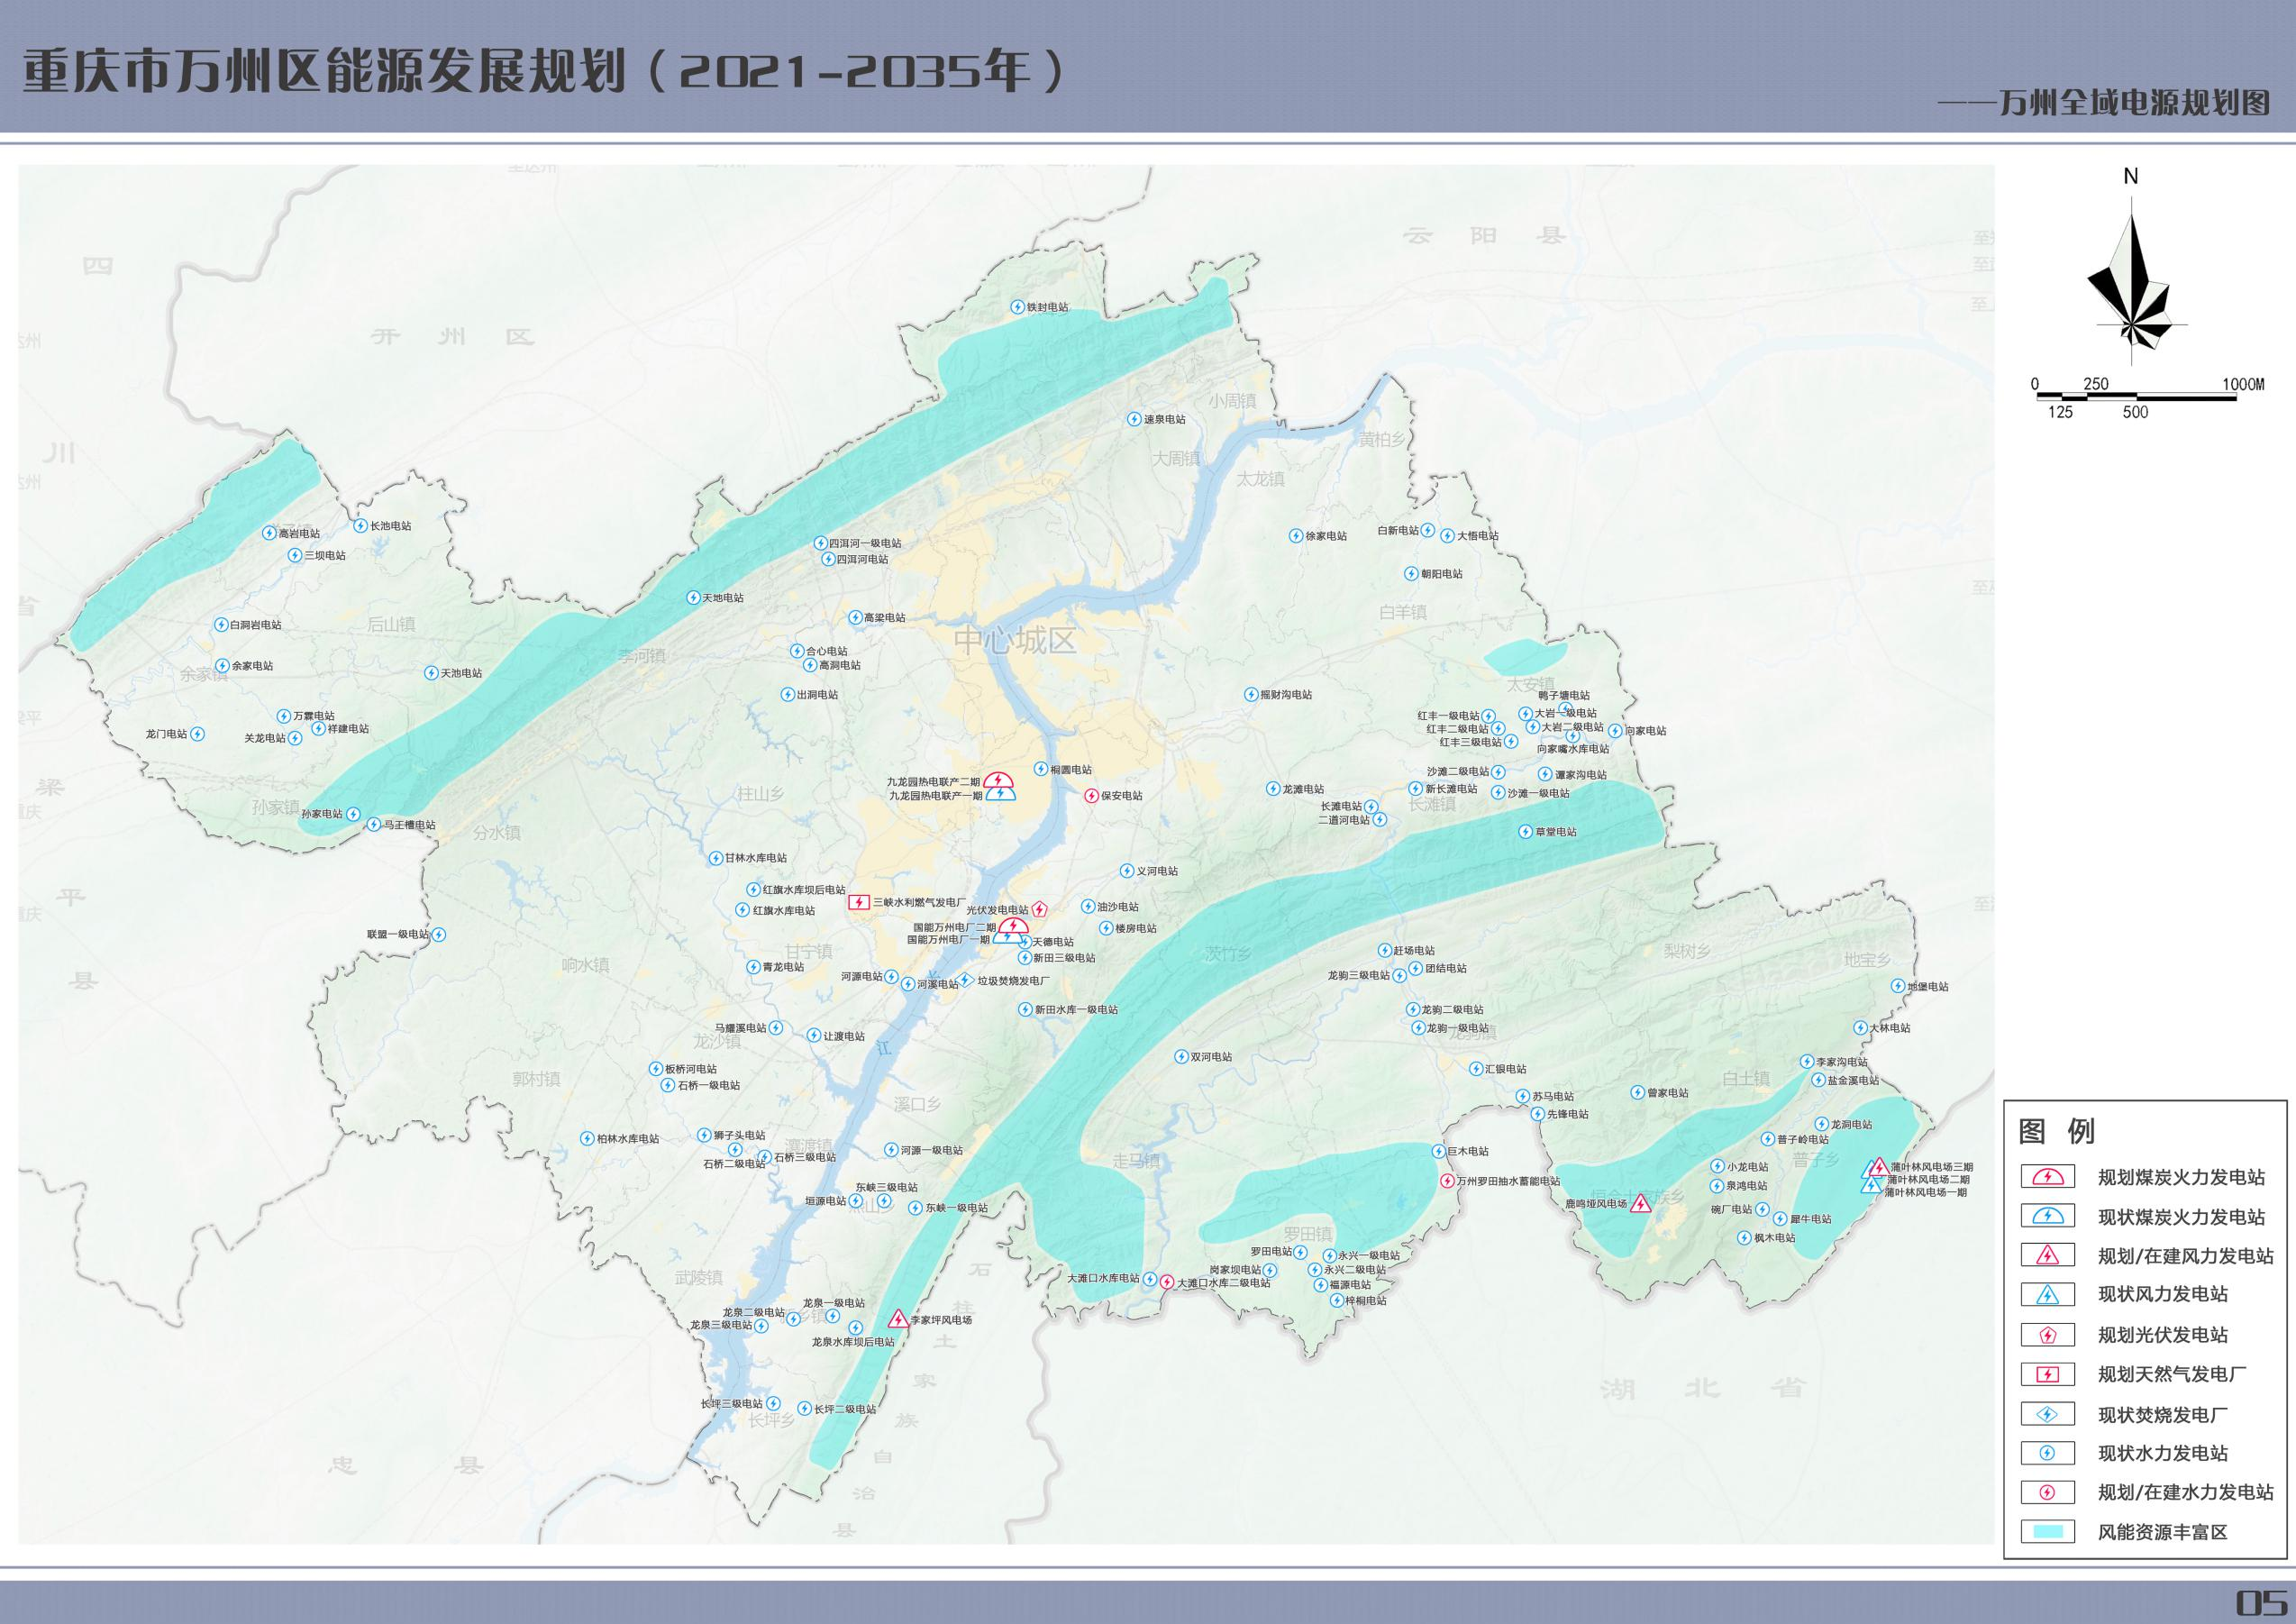 重庆市万州区能源发展规划（2021-2035年）
——万州全域电源规划图
N
0 250 1000M
125 500
云阳县
四
川
省
开州区
梁
平
县
忠县
石
柱
土
家
族
自
治
县
湖北省
铁封电站
小周镇
速泉电站
黄柏乡
大周镇
太龙镇
高岩电站
长池电站
三坝电站
四洱河一级电站
四洱河电站
徐家电站
白新电站
大悟电站
朝阳电站
天地电站
白洞岩电站
后山镇
高梁电站
白羊镇
中心城区
余家电站
余家镇
天池电站
李河镇
合心电站
高洞电站
出洞电站
摇财沟电站
太安镇
鸭子塘电站
万霖电站
祥建电站
龙门电站
关龙电站
红丰一级电站
大岩一级电站
红丰二级电站
大岩二级电站
向家电站
红丰三级电站
向家嘴水库电站
九龙园热电联产二期
九龙园热电联产一期
桐圆电站
保安电站
沙滩二级电站
谭家沟电站
龙滩电站
新长滩电站
沙滩一级电站
柱山乡
孙家镇
孙家电站
马王槽电站
分水镇
长滩电站
长滩镇
二道河电站
草堂电站
甘林水库电站
义河电站
红旗水库坝后电站
红旗水库电站
三峡水利燃气发电厂
光伏发电电站
油沙电站
国能万州电厂二期
国能万州电厂一期
楼房电站
天德电站
新田三级电站
联盟一级电站
甘宁镇
响水镇
青龙电站
河源电站
河溪电站
长
垃圾焚烧发电厂
茨竹乡
赶场电站
团结电站
龙驹三级电站
梨树乡
地宝乡
地堡电站
新田水库一级电站
龙驹二级电站
龙驹一级电站
龙驹镇
大林电站
马耀溪电站
让渡电站
龙沙镇
江
双河电站
板桥河电站
石桥一级电站
郭村镇
溪口乡
汇银电站
李家沟电站
盐金溪电站
白土镇
曾家电站
苏马电站
先锋电站
龙洞电站
普子岭电站
普子乡
柏林水库电站
狮子头电站
瀼渡镇
石桥二级电站
石桥三级电站
河源一级电站
走马镇
巨木电站
万州罗田抽水蓄能电站
小龙电站
泉鸿电站
蒲叶林风电场三期
蒲叶林风电场二期
蒲叶林风电场一期
鹿鸣垭风电场
碗厂电站
犀牛电站
枫木电站
东峡三级电站
垣源电站
东峡一级电站
罗田镇
罗田电站
永兴一级电站
岗家坝电站
永兴二电站
福源电站
梓桐电站
大滩口水库电站
大滩口水库二级电站
武陵镇
龙泉一级电站
龙泉二级电站
龙泉三级电站
龙泉水库坝后电站
李家坪风电场
长坪三级电站
长坪二级电站
长坪乡
图 例
规划煤炭火力发电站
现状煤炭火力发电站
规划/在建风力发电站
现状风力发电站
规划光伏发电站
规划天然气发电厂
现状焚烧发电厂
现状水力发电站
规划/在建水力发电站
风能资源丰富区
05